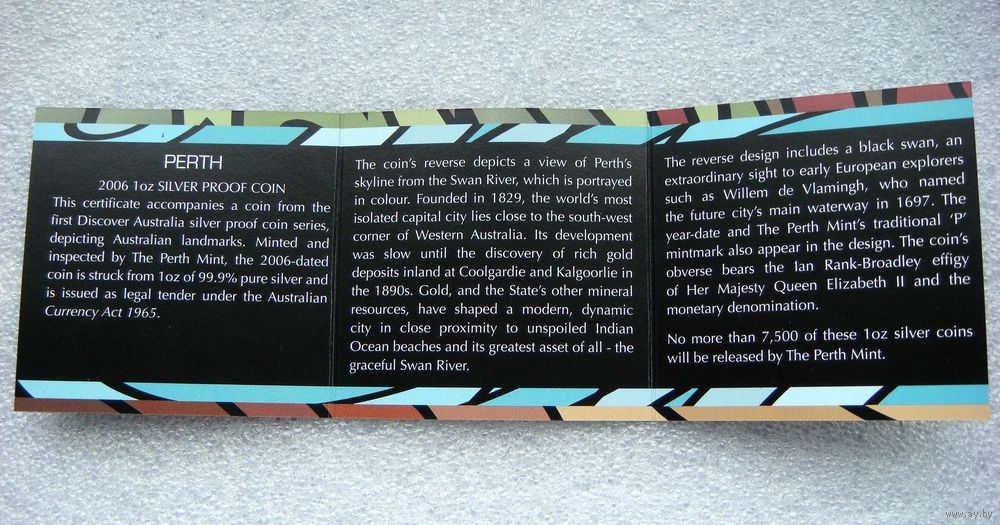 PERTH
2006 1oz SILVER PROOF COIN
This certificate accompanies a coin from the
first Discover Australia silver proof coin series,
depicting Australian landmarks. Minted and
inspected by The Perth Mint, the 2006-dated
coin is struck from 1oz of 99.9% pure silver and
is issued as legal tender under the Australian
Currency Act 1965.
The coin's reverse depicts a view of Perth's
skyline from the Swan River, which is portrayed
in colour. Founded in 1829, the world's most
isolated capital city lies close to the south-west
corner of Western Australia. Its development
was slow until the discovery of rich gold
deposits inland at Coolgardie and Kalgoorlie in
the 1890s. Gold, and the State's other mineral
resources, have shaped a modern, dynamic
city in close proximity to unspoiled Indian
Ocean beaches and its greatest asset of all - the
graceful Swan River.
The reverse design includes a black swan, an
extraordinary sight to early European explorers
such as Willem de Vlamingh, who named
the future city's main waterway in 1697. The
year-date and The Perth Mint's traditional 'P'
mintmark also appear in the design. The coin's
obverse bears the Ian Rank-Broadley effigy
of Her Majesty Queen Elizabeth II and the
monetary denomination.
No more than 7,500 of these 1oz silver coins
will be released by The Perth Mint.
www.ay.by